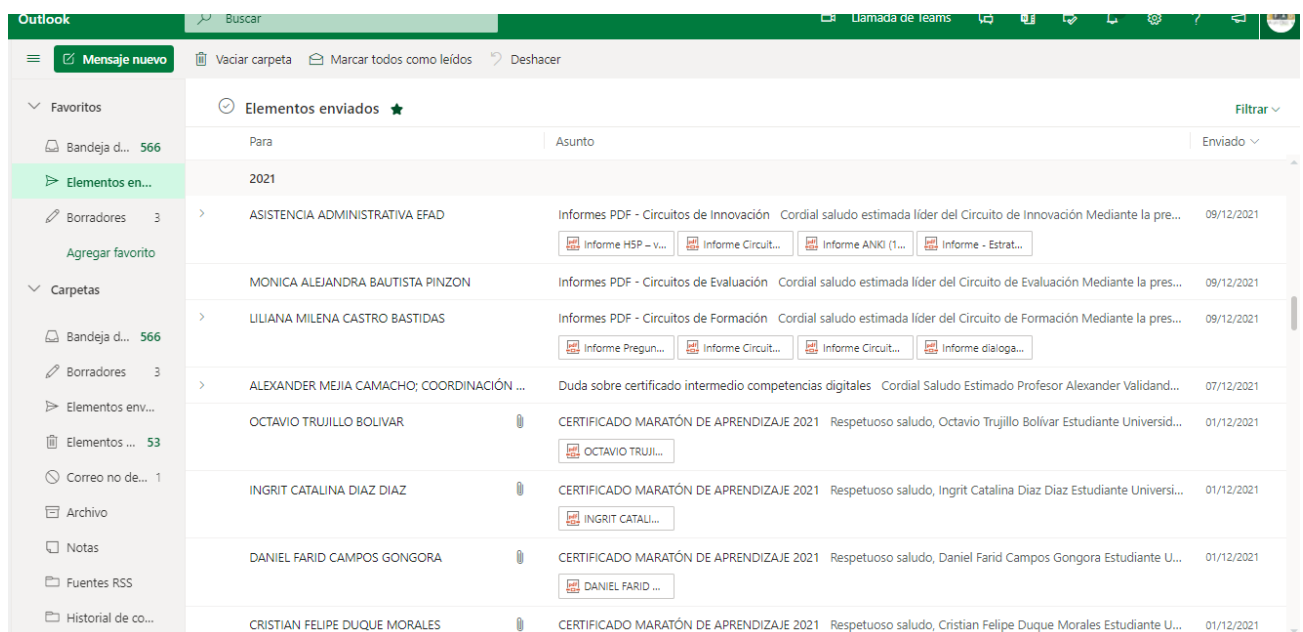 Outlook Buscar Llamada de Teams
Mensaje nuevo Vaciar carpeta Marcar todos como leídos Deshacer
Favoritos
Bandeja d... 566
Elementos en...
Borradores 3
Agregar favorito
Carpetas
Bandeja d... 566
Borradores 3
Elementos env...
Elementos ... 53
Correo no de... 1
Archivo
Notas
Fuentes RSS
Historial de co...
Elementos enviados Filtrar
Para Asunto Enviado
2021
ASISTENCIA ADMINISTRATIVA EFAD Informes PDF - Circuitos de Innovación Cordial saludo estimada líder del Circuito de Innovación Mediante la pre... 09/12/2021
Informe H5P – v... Informe Circuit... Informe ANKI (1... Informe - Estrat...
MONICA ALEJANDRA BAUTISTA PINZON Informes PDF - Circuitos de Evaluación Cordial saludo estimada líder del Circuito de Evaluación Mediante la pres... 09/12/2021
LILIANA MILENA CASTRO BASTIDAS Informes PDF - Circuitos de Formación Cordial saludo estimada líder del Circuito de Formación Mediante la pres... 09/12/2021
Informe Pregun... Informe Circuit... Informe Circuit... Informe dialoga...
ALEXANDER MEJIA CAMACHO; COORDINACIÓN ... Duda sobre certificado intermedio competencias digitales Cordial Saludo Estimado Profesor Alexander Validand... 07/12/2021
OCTAVIO TRUJILLO BOLIVAR CERTIFICADO MARATÓN DE APRENDIZAJE 2021 Respetuoso saludo, Octavio Trujillo Bolívar Estudiante Universid... 01/12/2021
OCTAVIO TRUJI...
INGRIT CATALINA DIAZ DIAZ CERTIFICADO MARATÓN DE APRENDIZAJE 2021 Respetuoso saludo, Ingrit Catalina Diaz Diaz Estudiante Universi... 01/12/2021
INGRIT CATALI...
DANIEL FARID CAMPOS GONGORA CERTIFICADO MARATÓN DE APRENDIZAJE 2021 Respetuoso saludo, Daniel Farid Campos Gongora Estudiante U... 01/12/2021
DANIEL FARID ...
CRISTIAN FELIPE DUQUE MORALES CERTIFICADO MARATÓN DE APRENDIZAJE 2021 Respetuoso saludo, Cristian Felipe Duque Morales Estudiante U... 01/12/2021